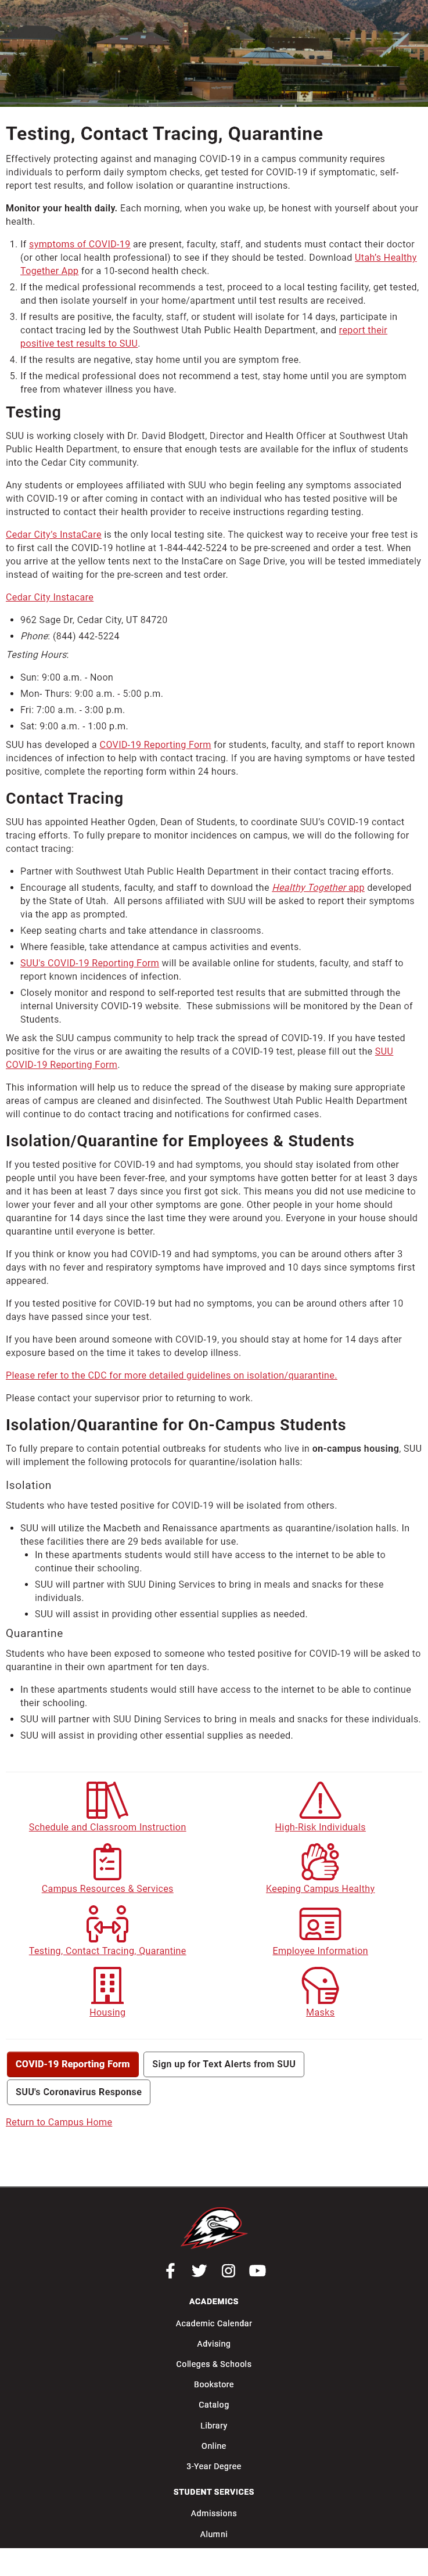 Testing, Contact Tracing, Quarantine
Effectively protecting against and managing COVID-19 in a campus community requires
individuals to perform daily symptom checks, get tested for COVID-19 if symptomatic, self-
report test results, and follow isolation or quarantine instructions.
Monitor your health daily. Each morning, when you wake up, be honest with yourself about your
health.
1. If symptoms of COVID-19 are present, faculty, staff, and students must contact their doctor
(or other local health professional) to see if they should be tested. Download Utah's Healthy
Together App for a 10-second health check.
2. If the medical professional recommends a test, proceed to a local testing facility, get tested,
and then isolate yourself in your home/apartment until test results are received.
3. If results are positive, the faculty, staff, or student will isolate for 14 days, participate in
contact tracing led by the Southwest Utah Public Health Department, and report their
positive test results to SUU.
4. If the results are negative, stay home until you are symptom free.
5. If the medical professional does not recommend a test, stay home until you are symptom
free from whatever illness you have.
Testing
SUU is working closely with Dr. David Blodgett, Director and Health Officer at Southwest Utah
Public Health Department, to ensure that enough tests are available for the influx of students
into the Cedar City community.
Any students or employees affiliated with SUU who begin feeling any symptoms associated
with COVID-19 or after coming in contact with an individual who has tested positive will be
instructed to contact their health provider to receive instructions regarding testing.
Cedar City's InstaCare is the only local testing site. The quickest way to receive your free test is
to first call the COVID-19 hotline at 1-844-442-5224 to be pre-screened and order a test. When
you arrive at the yellow tents next to the InstaCare on Sage Drive, you will be tested immediately
instead of waiting for the pre-screen and test order.
Cedar City Instacare
• 962 Sage Dr, Cedar City, UT 84720
• Phone: (844) 442-5224
Testing Hours:
• Sun: 9:00 a.m. - Noon
• Mon- Thurs: 9:00 a.m. - 5:00 p.m.
• Fri: 7:00 a.m. - 3:00 p.m.
• Sat: 9:00 a.m. - 1:00 p.m.
SUU has developed a COVID-19 Reporting Form for students, faculty, and staff to report known
incidences of infection to help with contact tracing. If you are having symptoms or have tested
positive, complete the reporting form within 24 hours.
Contact Tracing
SUU has appointed Heather Ogden, Dean of Students, to coordinate SUU's COVID-19 contact
tracing efforts. To fully prepare to monitor incidences on campus, we will do the following for
contact tracing:
• Partner with Southwest Utah Public Health Department in their contact tracing efforts.
• Encourage all students, faculty, and staff to download the Healthy Together app developed
by the State of Utah. All persons affiliated with SUU will be asked to report their symptoms
via the app as prompted.
• Keep seating charts and take attendance in classrooms.
• Where feasible, take attendance at campus activities and events.
• SUU's COVID-19 Reporting Form will be available online for students, faculty, and staff to
report known incidences of infection.
• Closely monitor and respond to self-reported test results that are submitted through the
internal University COVID-19 website. These submissions will be monitored by the Dean of
Students.
We ask the SUU campus community to help track the spread of COVID-19. If you have tested
positive for the virus or are awaiting the results of a COVID-19 test, please fill out the SUU
COVID-19 Reporting Form.
This information will help us to reduce the spread of the disease by making sure appropriate
areas of campus are cleaned and disinfected. The Southwest Utah Public Health Department
will continue to do contact tracing and notifications for confirmed cases.
Isolation/Quarantine for Employees & Students
If you tested positive for COVID-19 and had symptoms, you should stay isolated from other
people until you have been fever-free, and your symptoms have gotten better for at least 3 days
and it has been at least 7 days since you first got sick. This means you did not use medicine to
lower your fever and all your other symptoms are gone. Other people in your home should
quarantine for 14 days since the last time they were around you. Everyone in your house should
quarantine until everyone is better.
If you think or know you had COVID-19 and had symptoms, you can be around others after 3
days with no fever and respiratory symptoms have improved and 10 days since symptoms first
appeared.
If you tested positive for COVID-19 but had no symptoms, you can be around others after 10
days have passed since your test.
If you have been around someone with COVID-19, you should stay at home for 14 days after
exposure based on the time it takes to develop illness.
Please refer to the CDC for more detailed guidelines on isolation/quarantine.
Please contact your supervisor prior to returning to work.
Isolation/Quarantine for On-Campus Students
To fully prepare to contain potential outbreaks for students who live in on-campus housing, SUU
will implement the following protocols for quarantine/isolation halls:
Isolation
Students who have tested positive for COVID-19 will be isolated from others.
• SUU will utilize the Macbeth and Renaissance apartments as quarantine/isolation halls. In
these facilities there are 29 beds available for use.
• In these apartments students would still have access to the internet to be able to
continue their schooling.
• SUU will partner with SUU Dining Services to bring in meals and snacks for these
individuals.
• SUU will assist in providing other essential supplies as needed.
Quarantine
Students who have been exposed to someone who tested positive for COVID-19 will be asked to
quarantine in their own apartment for ten days.
• In these apartments students would still have access to the internet to be able to continue
their schooling.
• SUU will partner with SUU Dining Services to bring in meals and snacks for these individuals.
• SUU will assist in providing other essential supplies as needed.
Schedule and Classroom Instruction
High-Risk Individuals
Campus Resources & Services
Keeping Campus Healthy
Testing, Contact Tracing, Quarantine
Employee Information
Housing
Masks
COVID-19 Reporting Form
Sign up for Text Alerts from SUU
SUU's Coronavirus Response
Return to Campus Home
ACADEMICS
Academic Calendar
Advising
Colleges & Schools
Bookstore
Catalog
Library
Online
3-Year Degree
STUDENT SERVICES
Admissions
Alumni